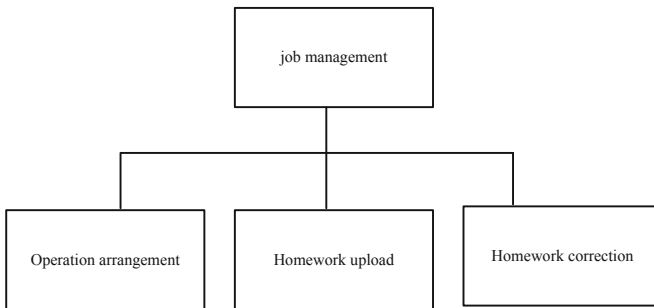 job management
Operation arrangement
Homework upload
Homework correction